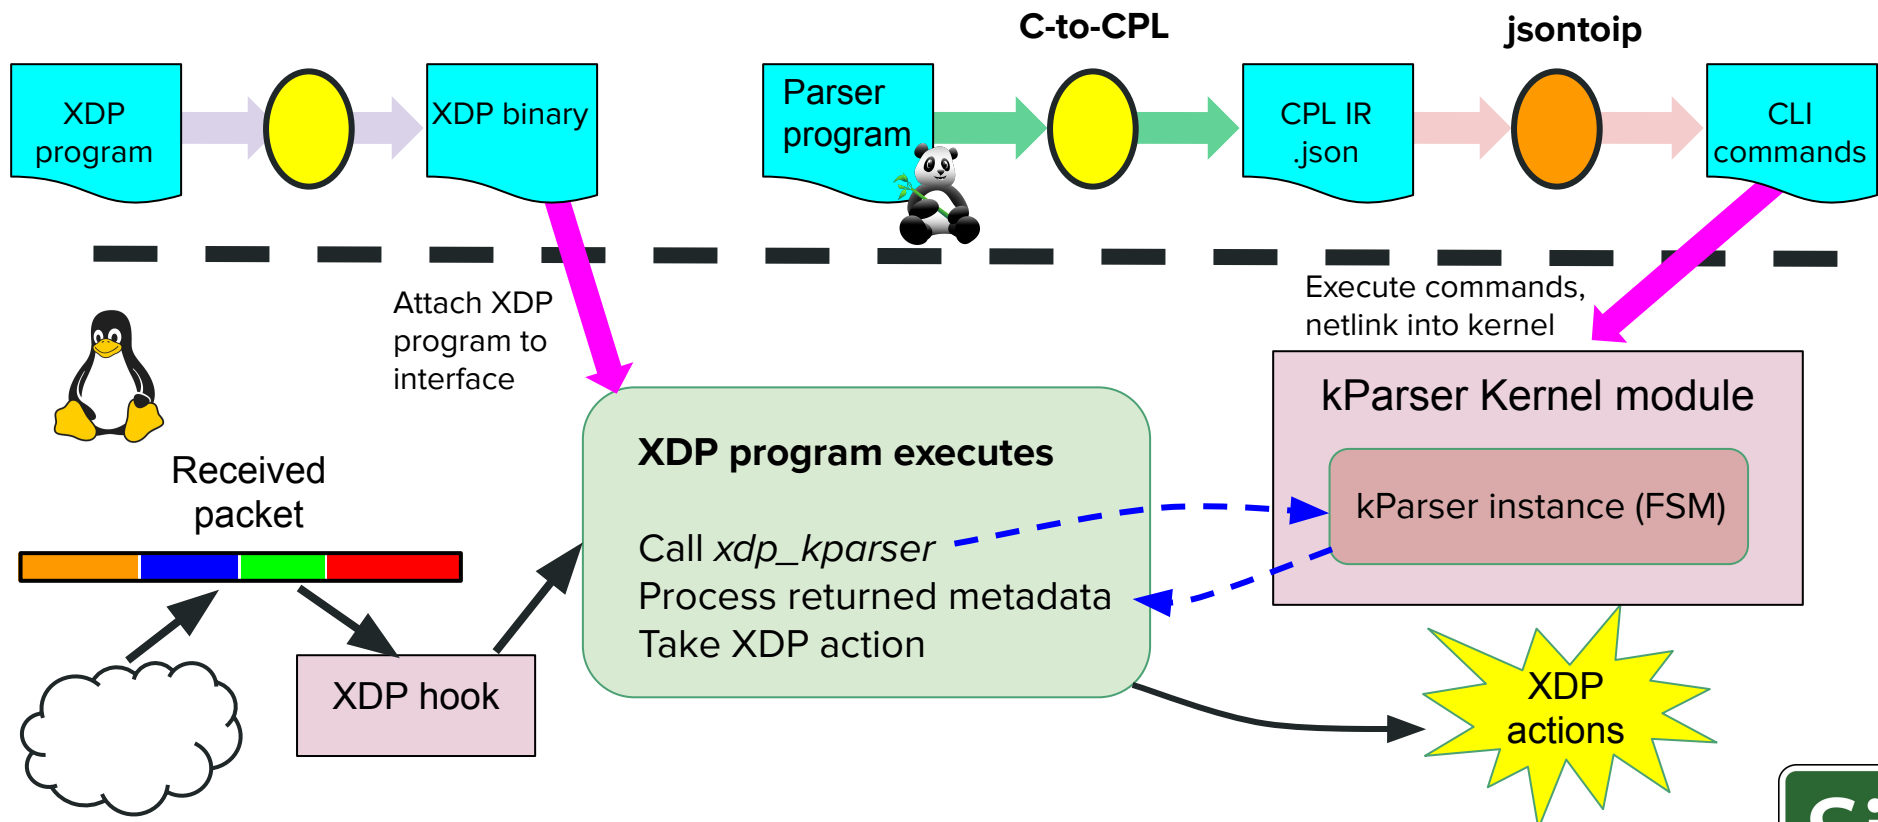 C-to-CPL
jsontoip
XDP
program
XDP binary
Parser
program
CPL IR
.json
CLI
commands
Attach XDP
program to
interface
Execute commands,
netlink into kernel
kParser Kernel module
kParser instance (FSM)
XDP program executes
Call xdp_kparser
Process returned metadata
Take XDP action
Received
packet
XDP hook
XDP
actions